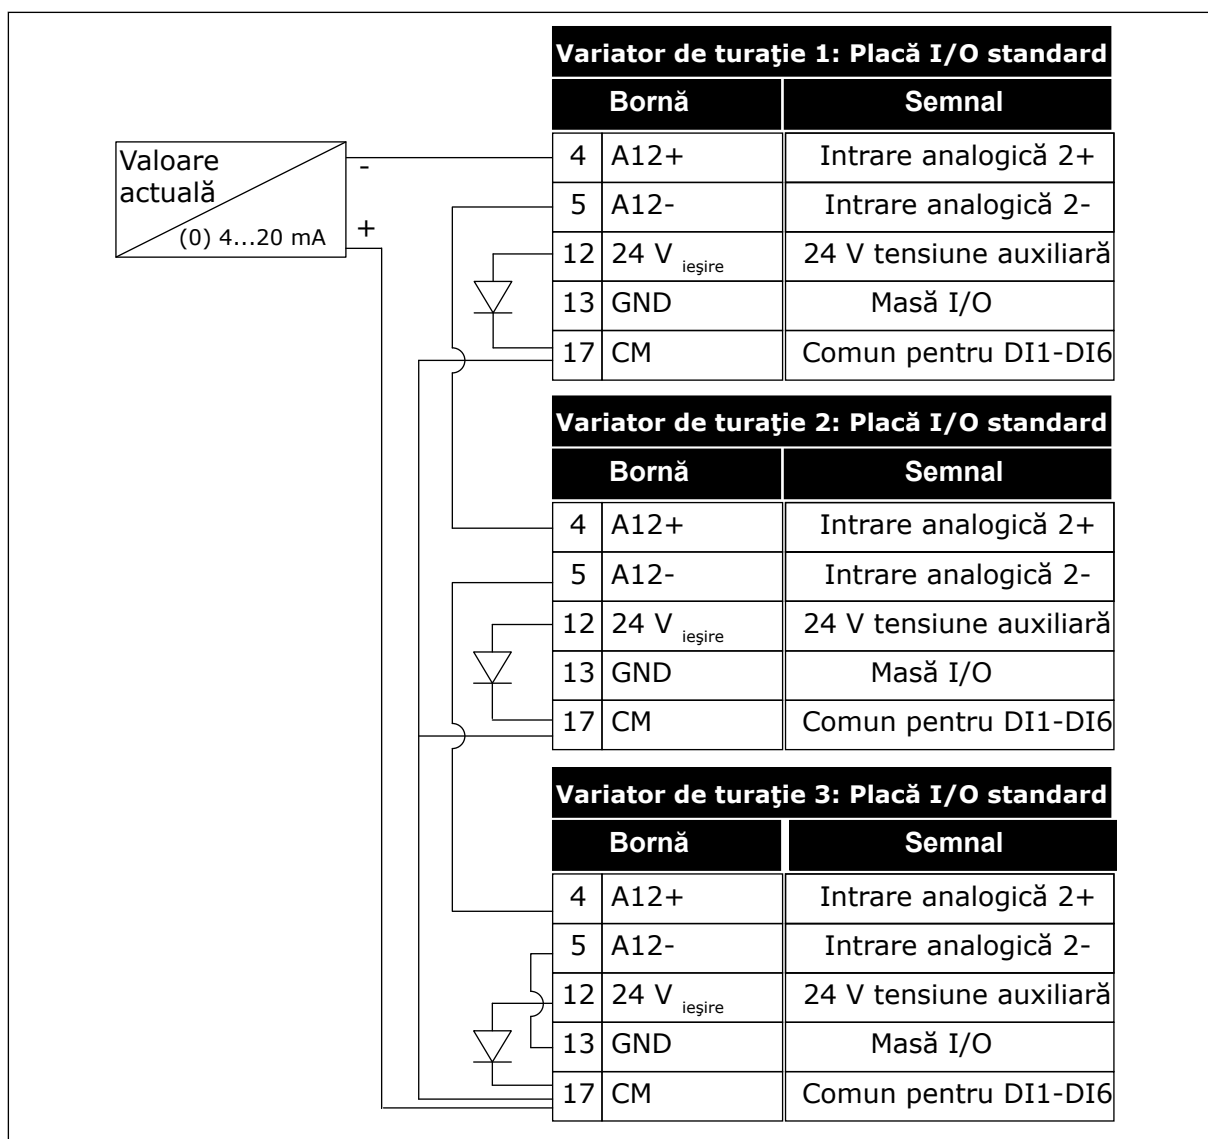 Variator de turaţie 1: Placă I/O standard
Bornă Semnal
Valoare
actuală
(0) 4...20 mA
-
+
4 A12+ Intrare analogică 2+
5 A12- Intrare analogică 2-
12 24 V ieşire 24 V tensiune auxiliară
13 GND Masă I/O
17 CM Comun pentru DI1-DI6
Variator de turaţie 2: Placă I/O standard
Bornă Semnal
4 A12+ Intrare analogică 2+
5 A12- Intrare analogică 2-
12 24 V ieşire 24 V tensiune auxiliară
13 GND Masă I/O
17 CM Comun pentru DI1-DI6
Variator de turaţie 3: Placă I/O standard
Bornă Semnal
4 A12+ Intrare analogică 2+
5 A12- Intrare analogică 2-
12 24 V ieşire 24 V tensiune auxiliară
13 GND Masă I/O
17 CM Comun pentru DI1-DI6